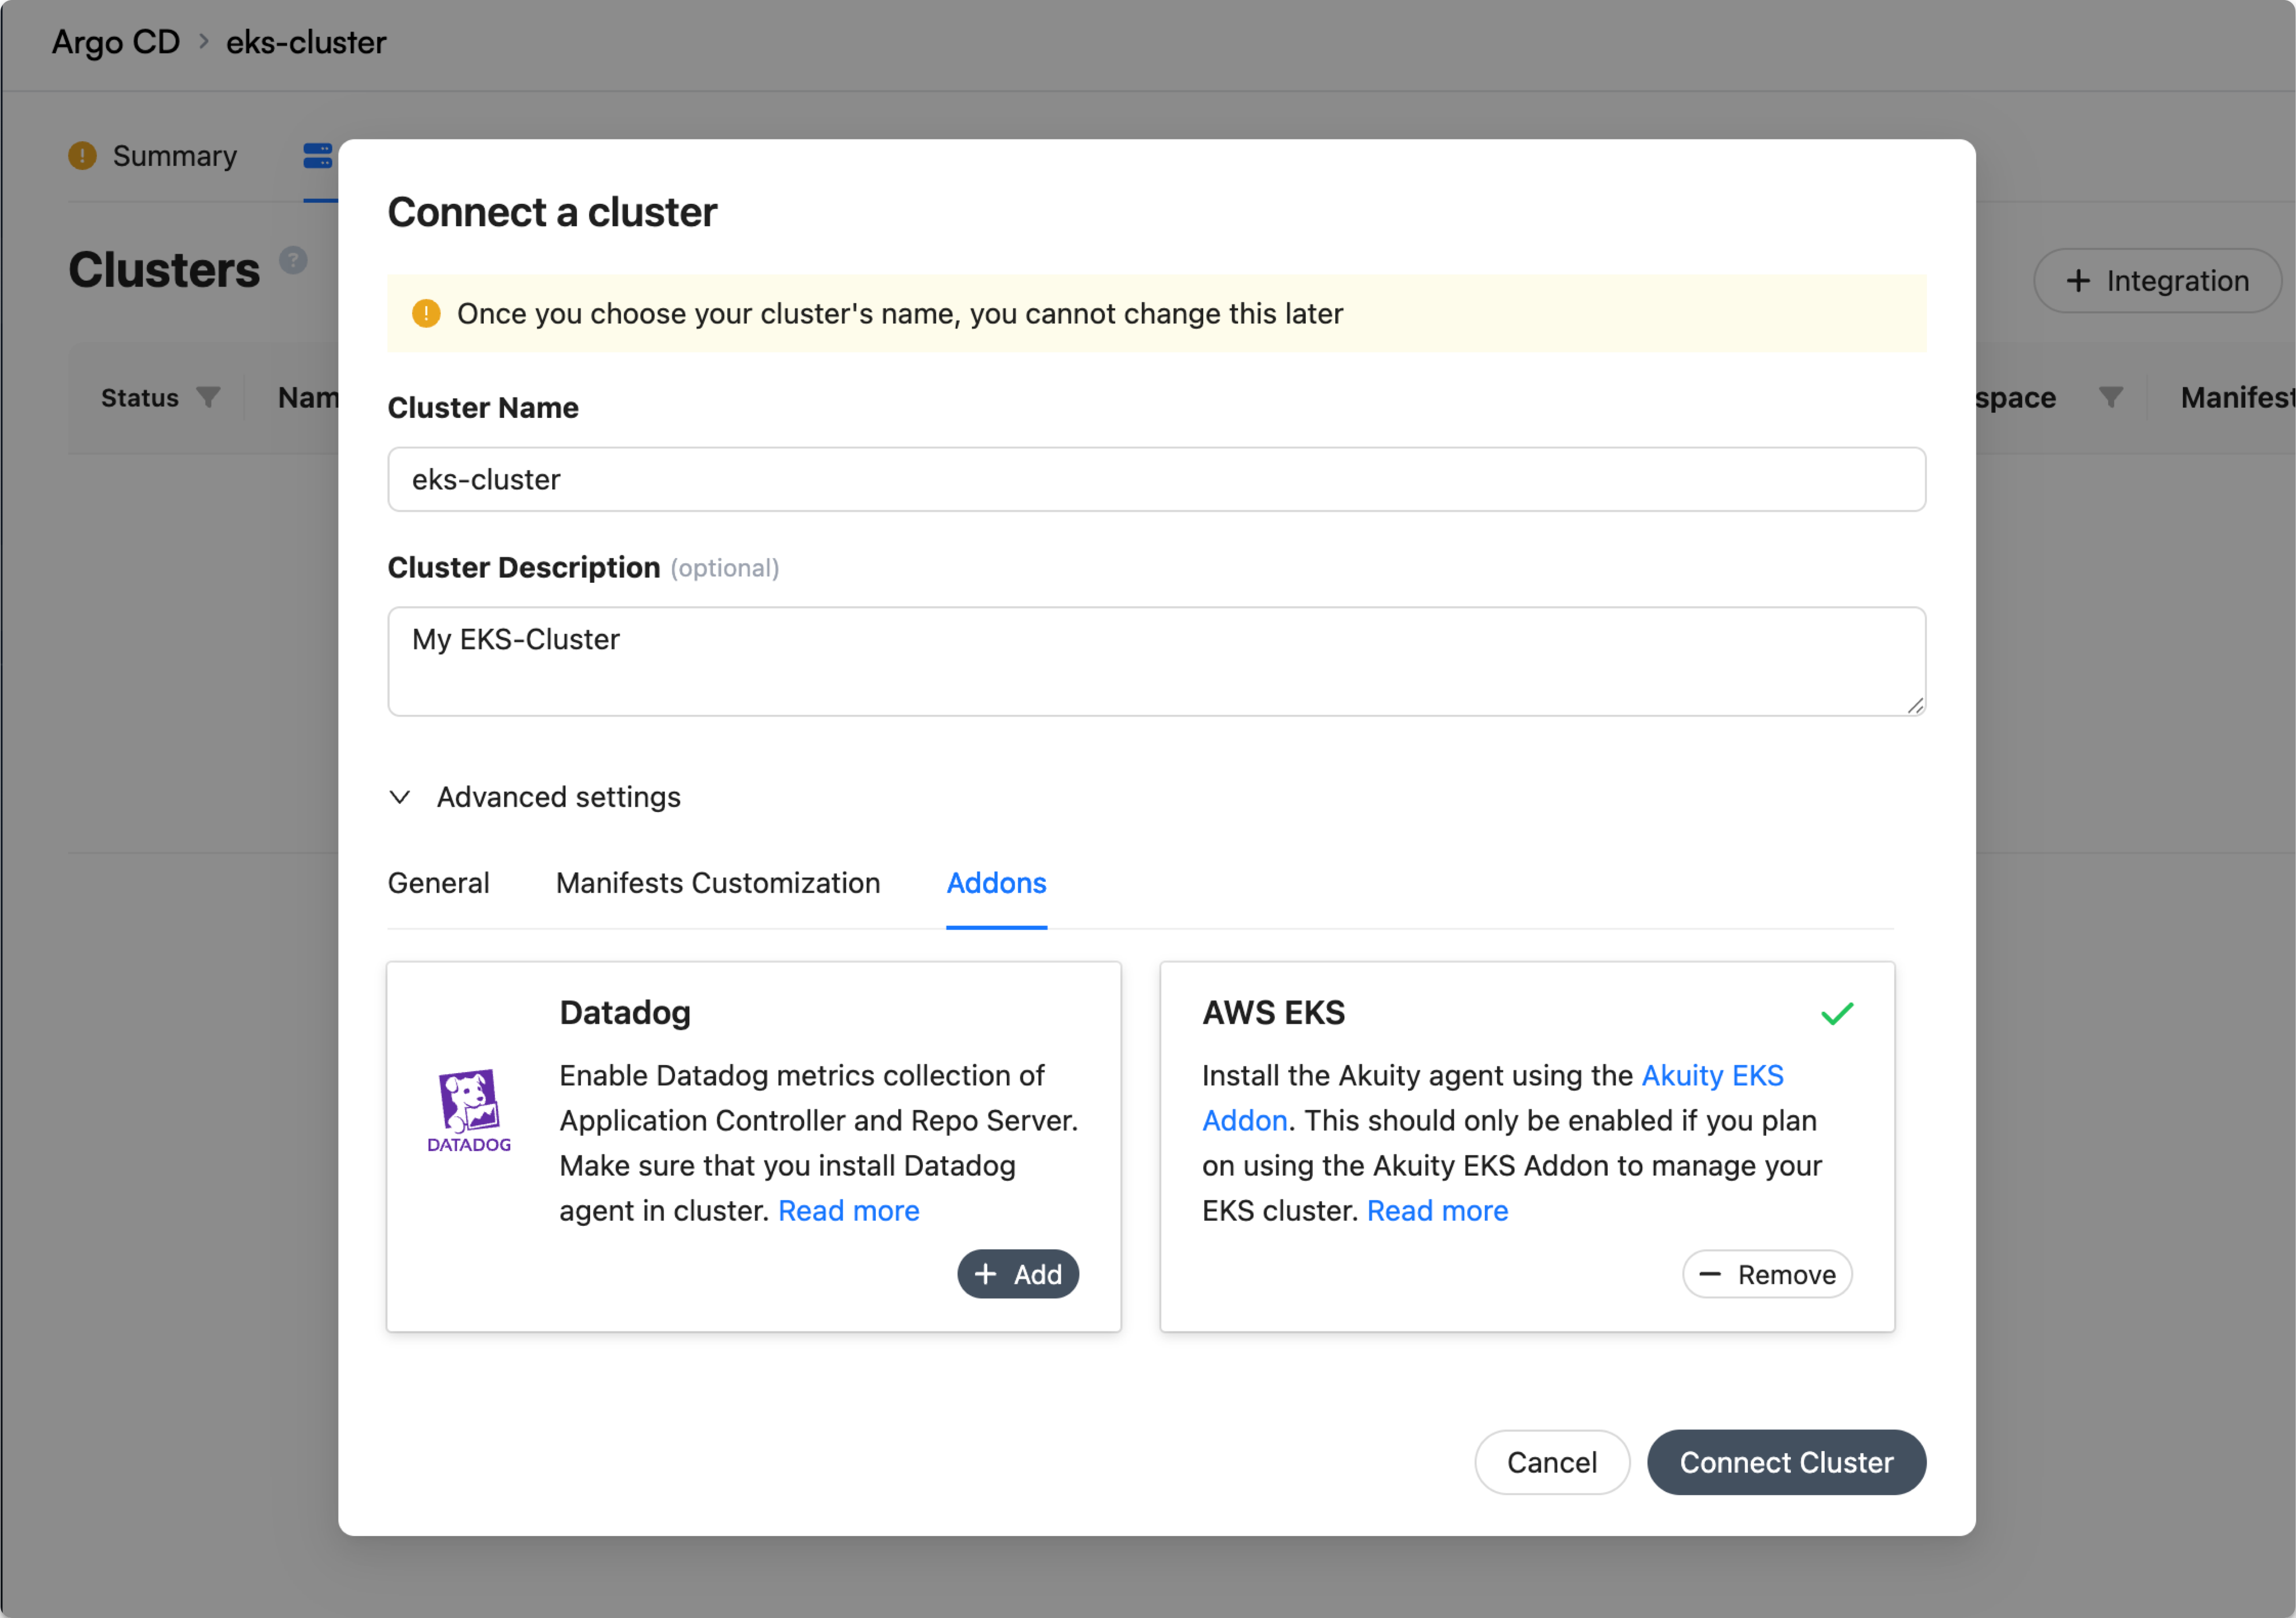 Argo CD > eks-cluster
Summary
Clusters
+ Integration
Status
Nam
space
Manifest
Connect a cluster
Once you choose your cluster's name, you cannot change this later
Cluster Name
eks-cluster
Cluster Description (optional)
My EKS-Cluster
Advanced settings
General Manifests Customization Addons
Datadog
DATADOG
Enable Datadog metrics collection of
Application Controller and Repo Server.
Make sure that you install Datadog
agent in cluster. Read more
+ Add
AWS EKS
Install the Akuity agent using the Akuity EKS
Addon. This should only be enabled if you plan
on using the Akuity EKS Addon to manage your
EKS cluster. Read more
− Remove
Cancel
Connect Cluster